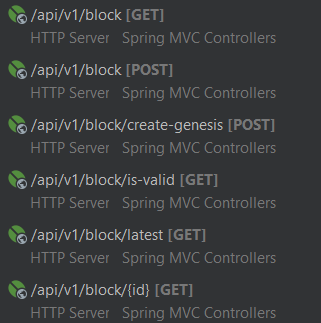 /api/v1/block [GET]
HTTP Server Spring MVC Controllers
/api/v1/block [POST]
HTTP Server Spring MVC Controllers
/api/v1/block/create-genesis [POST]
HTTP Server Spring MVC Controllers
/api/v1/block/is-valid [GET]
HTTP Server Spring MVC Controllers
/api/v1/block/latest [GET]
HTTP Server Spring MVC Controllers
/api/v1/block/{id} [GET]
HTTP Server Spring MVC Controllers